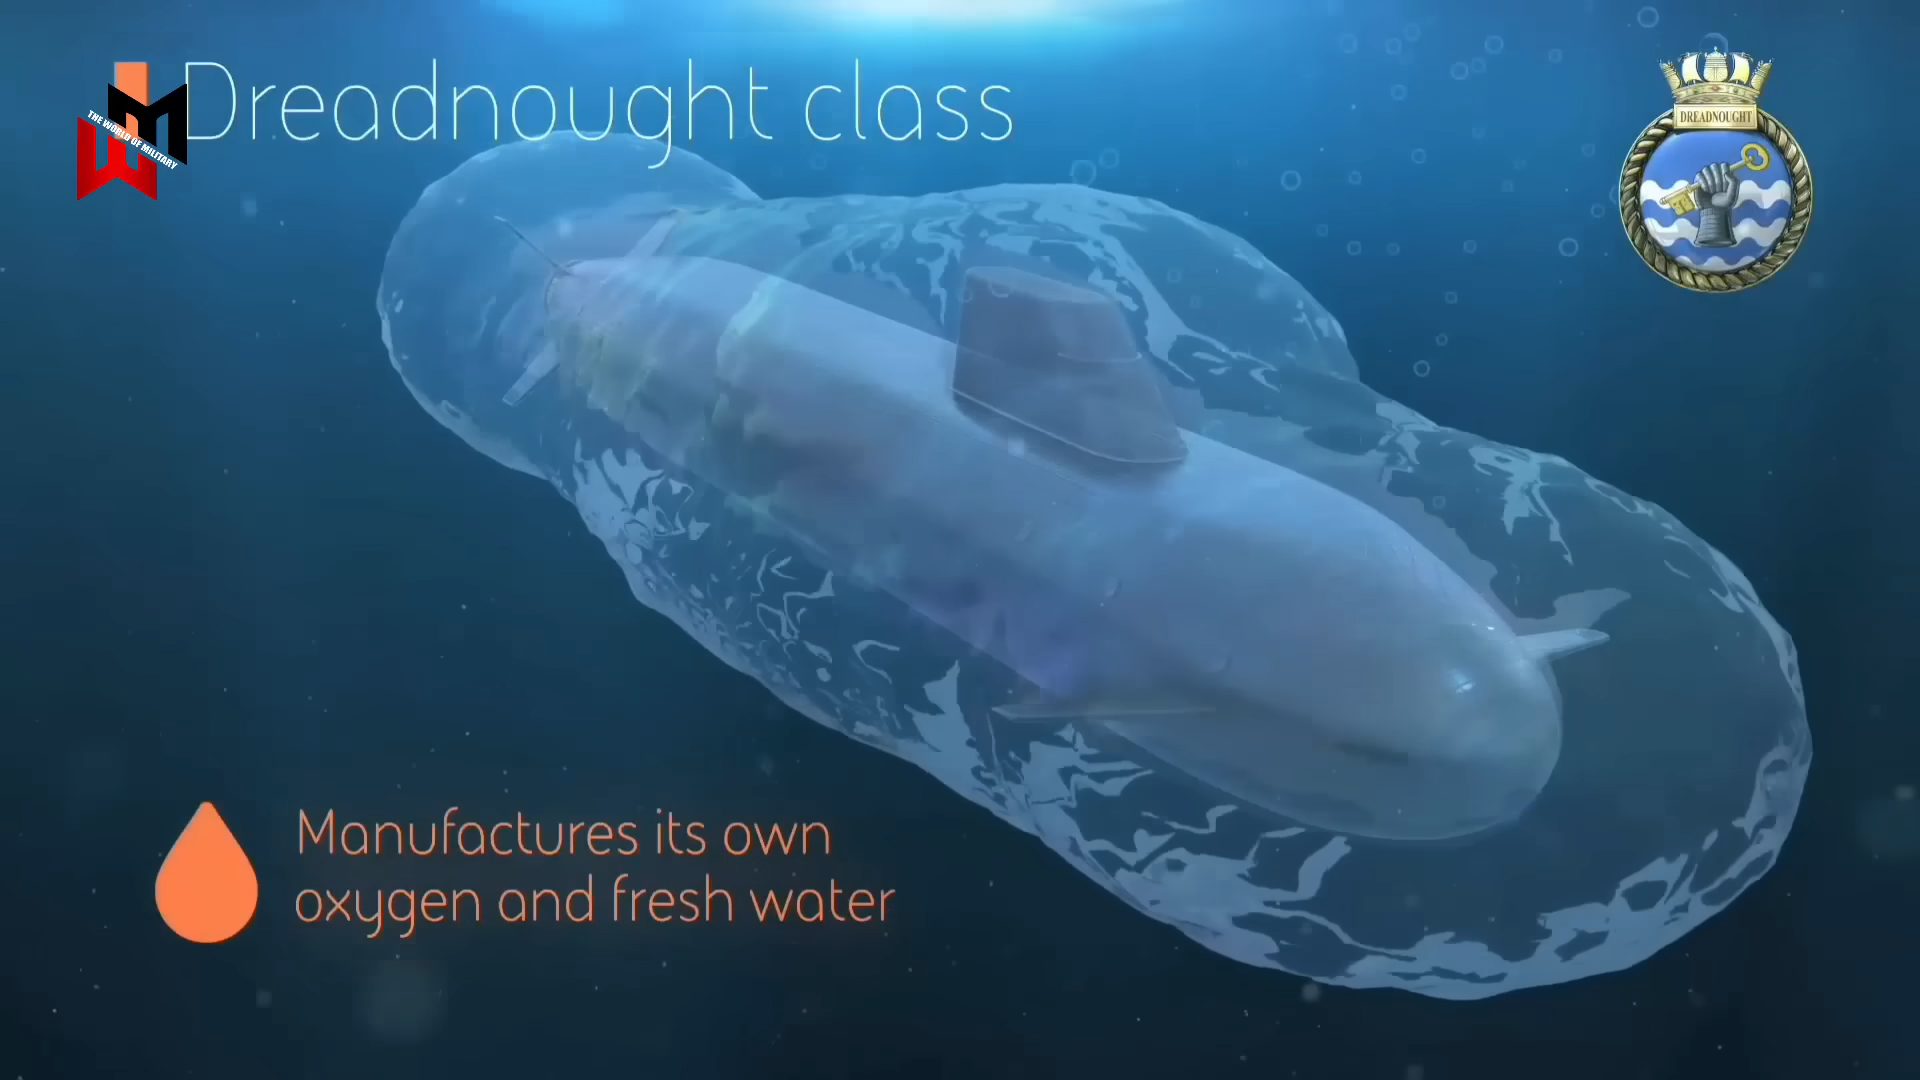 Dreadnought class
THE WORLD OF MILITARY
DREADNOUGHT
Manufactures its own
oxygen and fresh water